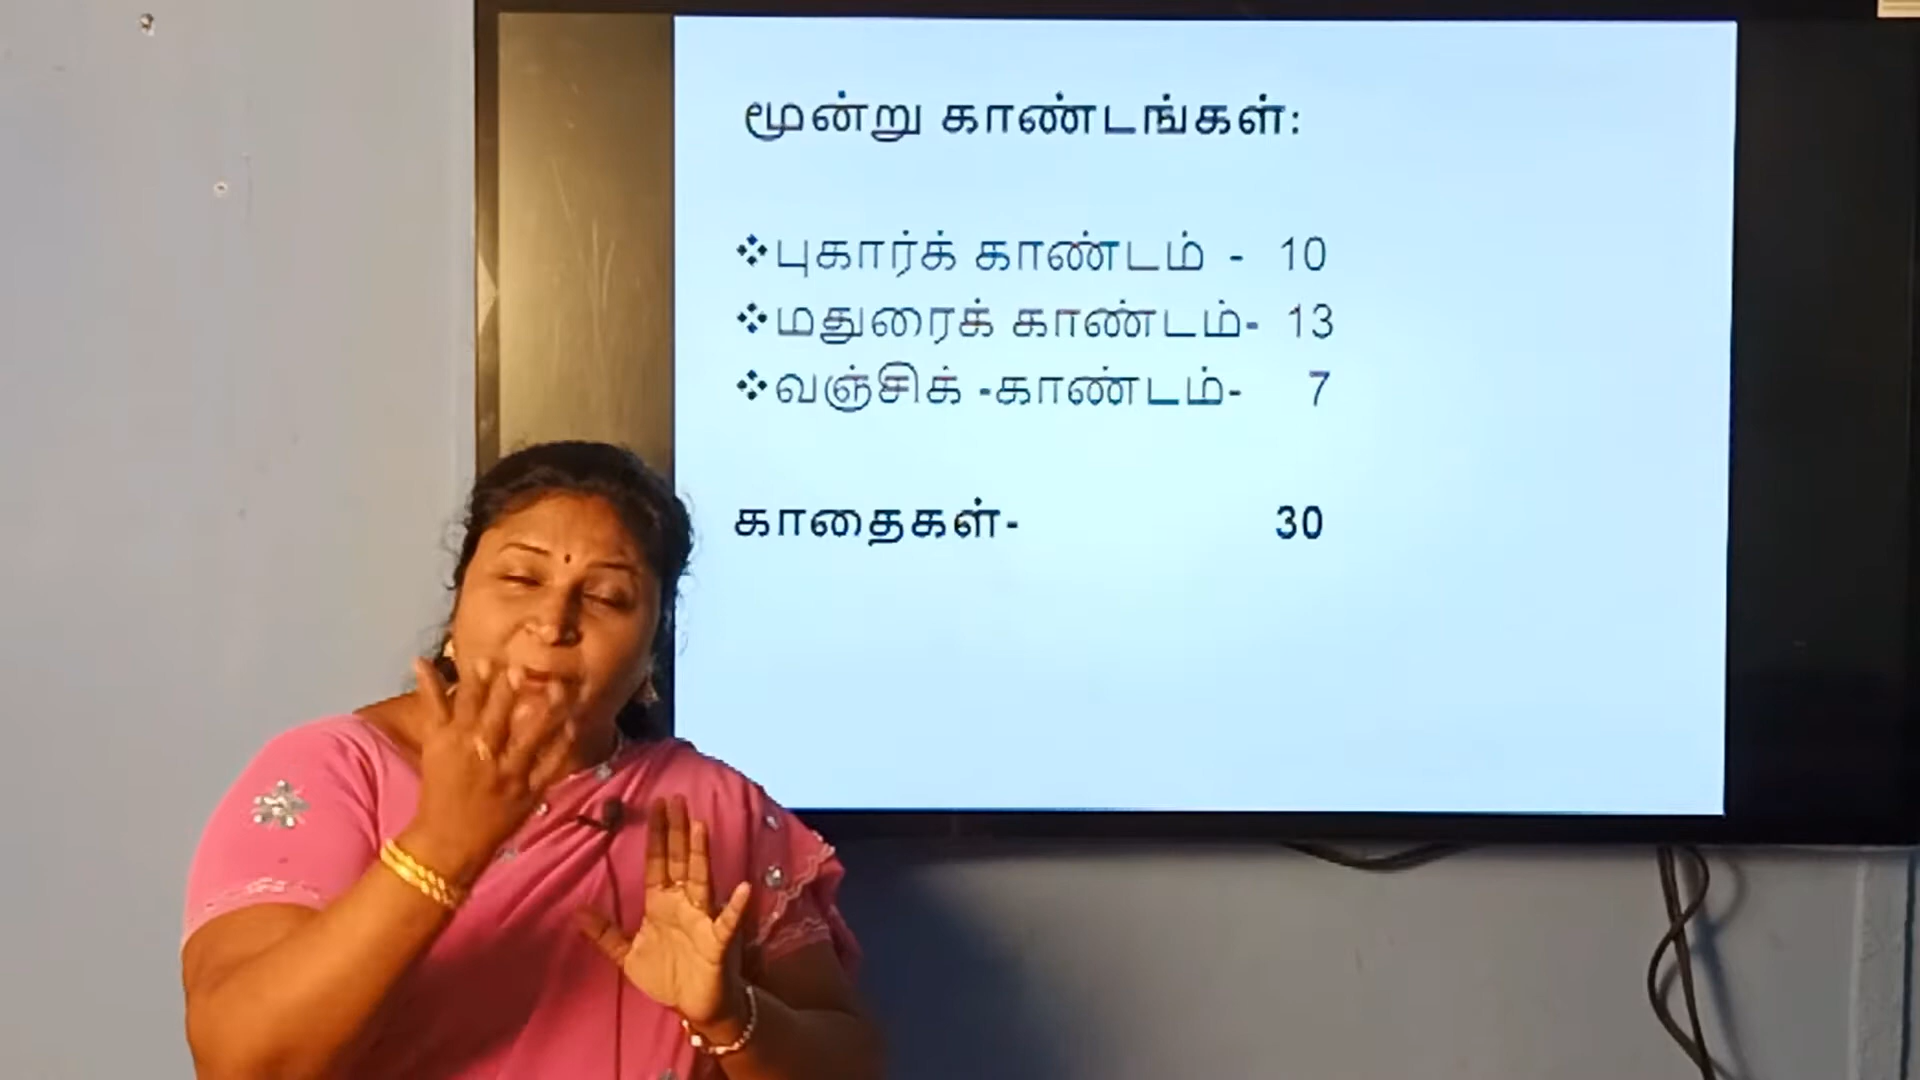 மூன்று காண்டங்கள்:
❖புகார்க் காண்டம் - 10
❖மதுரைக் காண்டம்- 13
❖வஞ்சிக் -காண்டம்- 7
காதைகள்- 30